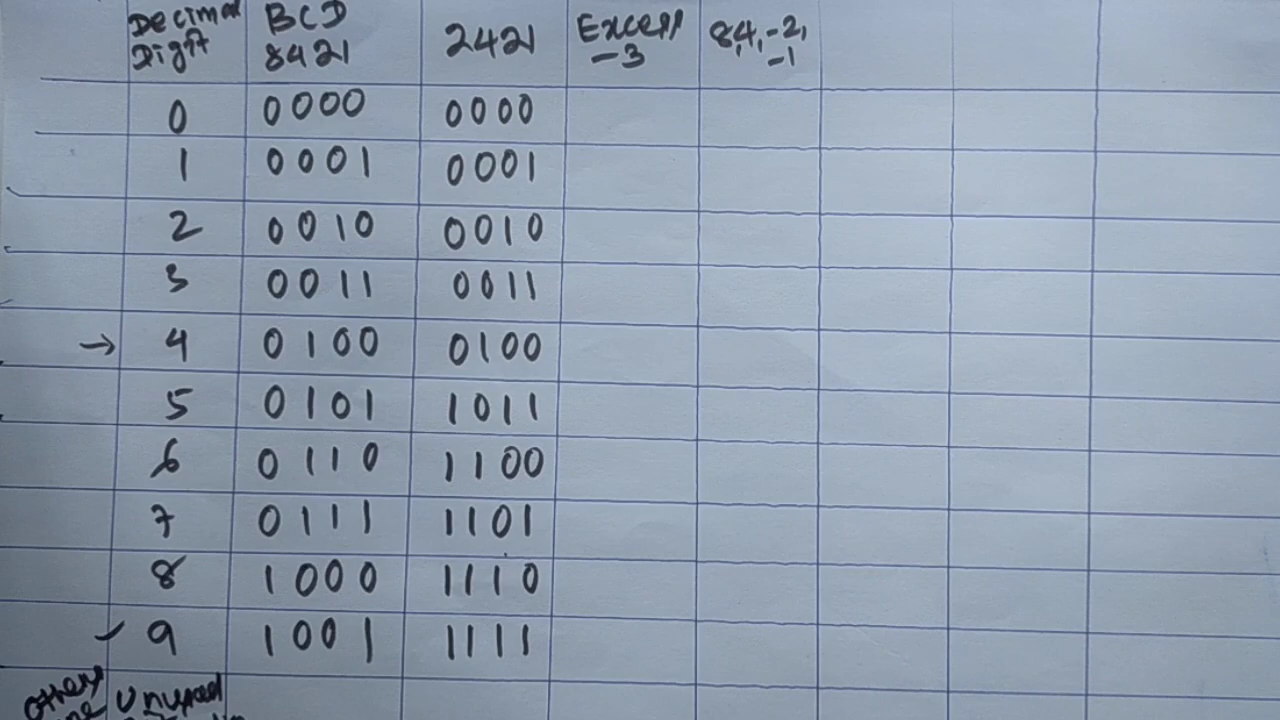 Decimal Digit BCD 8421 2421 Excess -3 8,4,-2,-1
0 0000 0000
1 0001 0001
2 0010 0010
3 0011 0011
→ 4 0100 0100
5 0101 1011
6 0110 1100
7 0111 1101
8 1000 1110
9 1001 1111
Unused